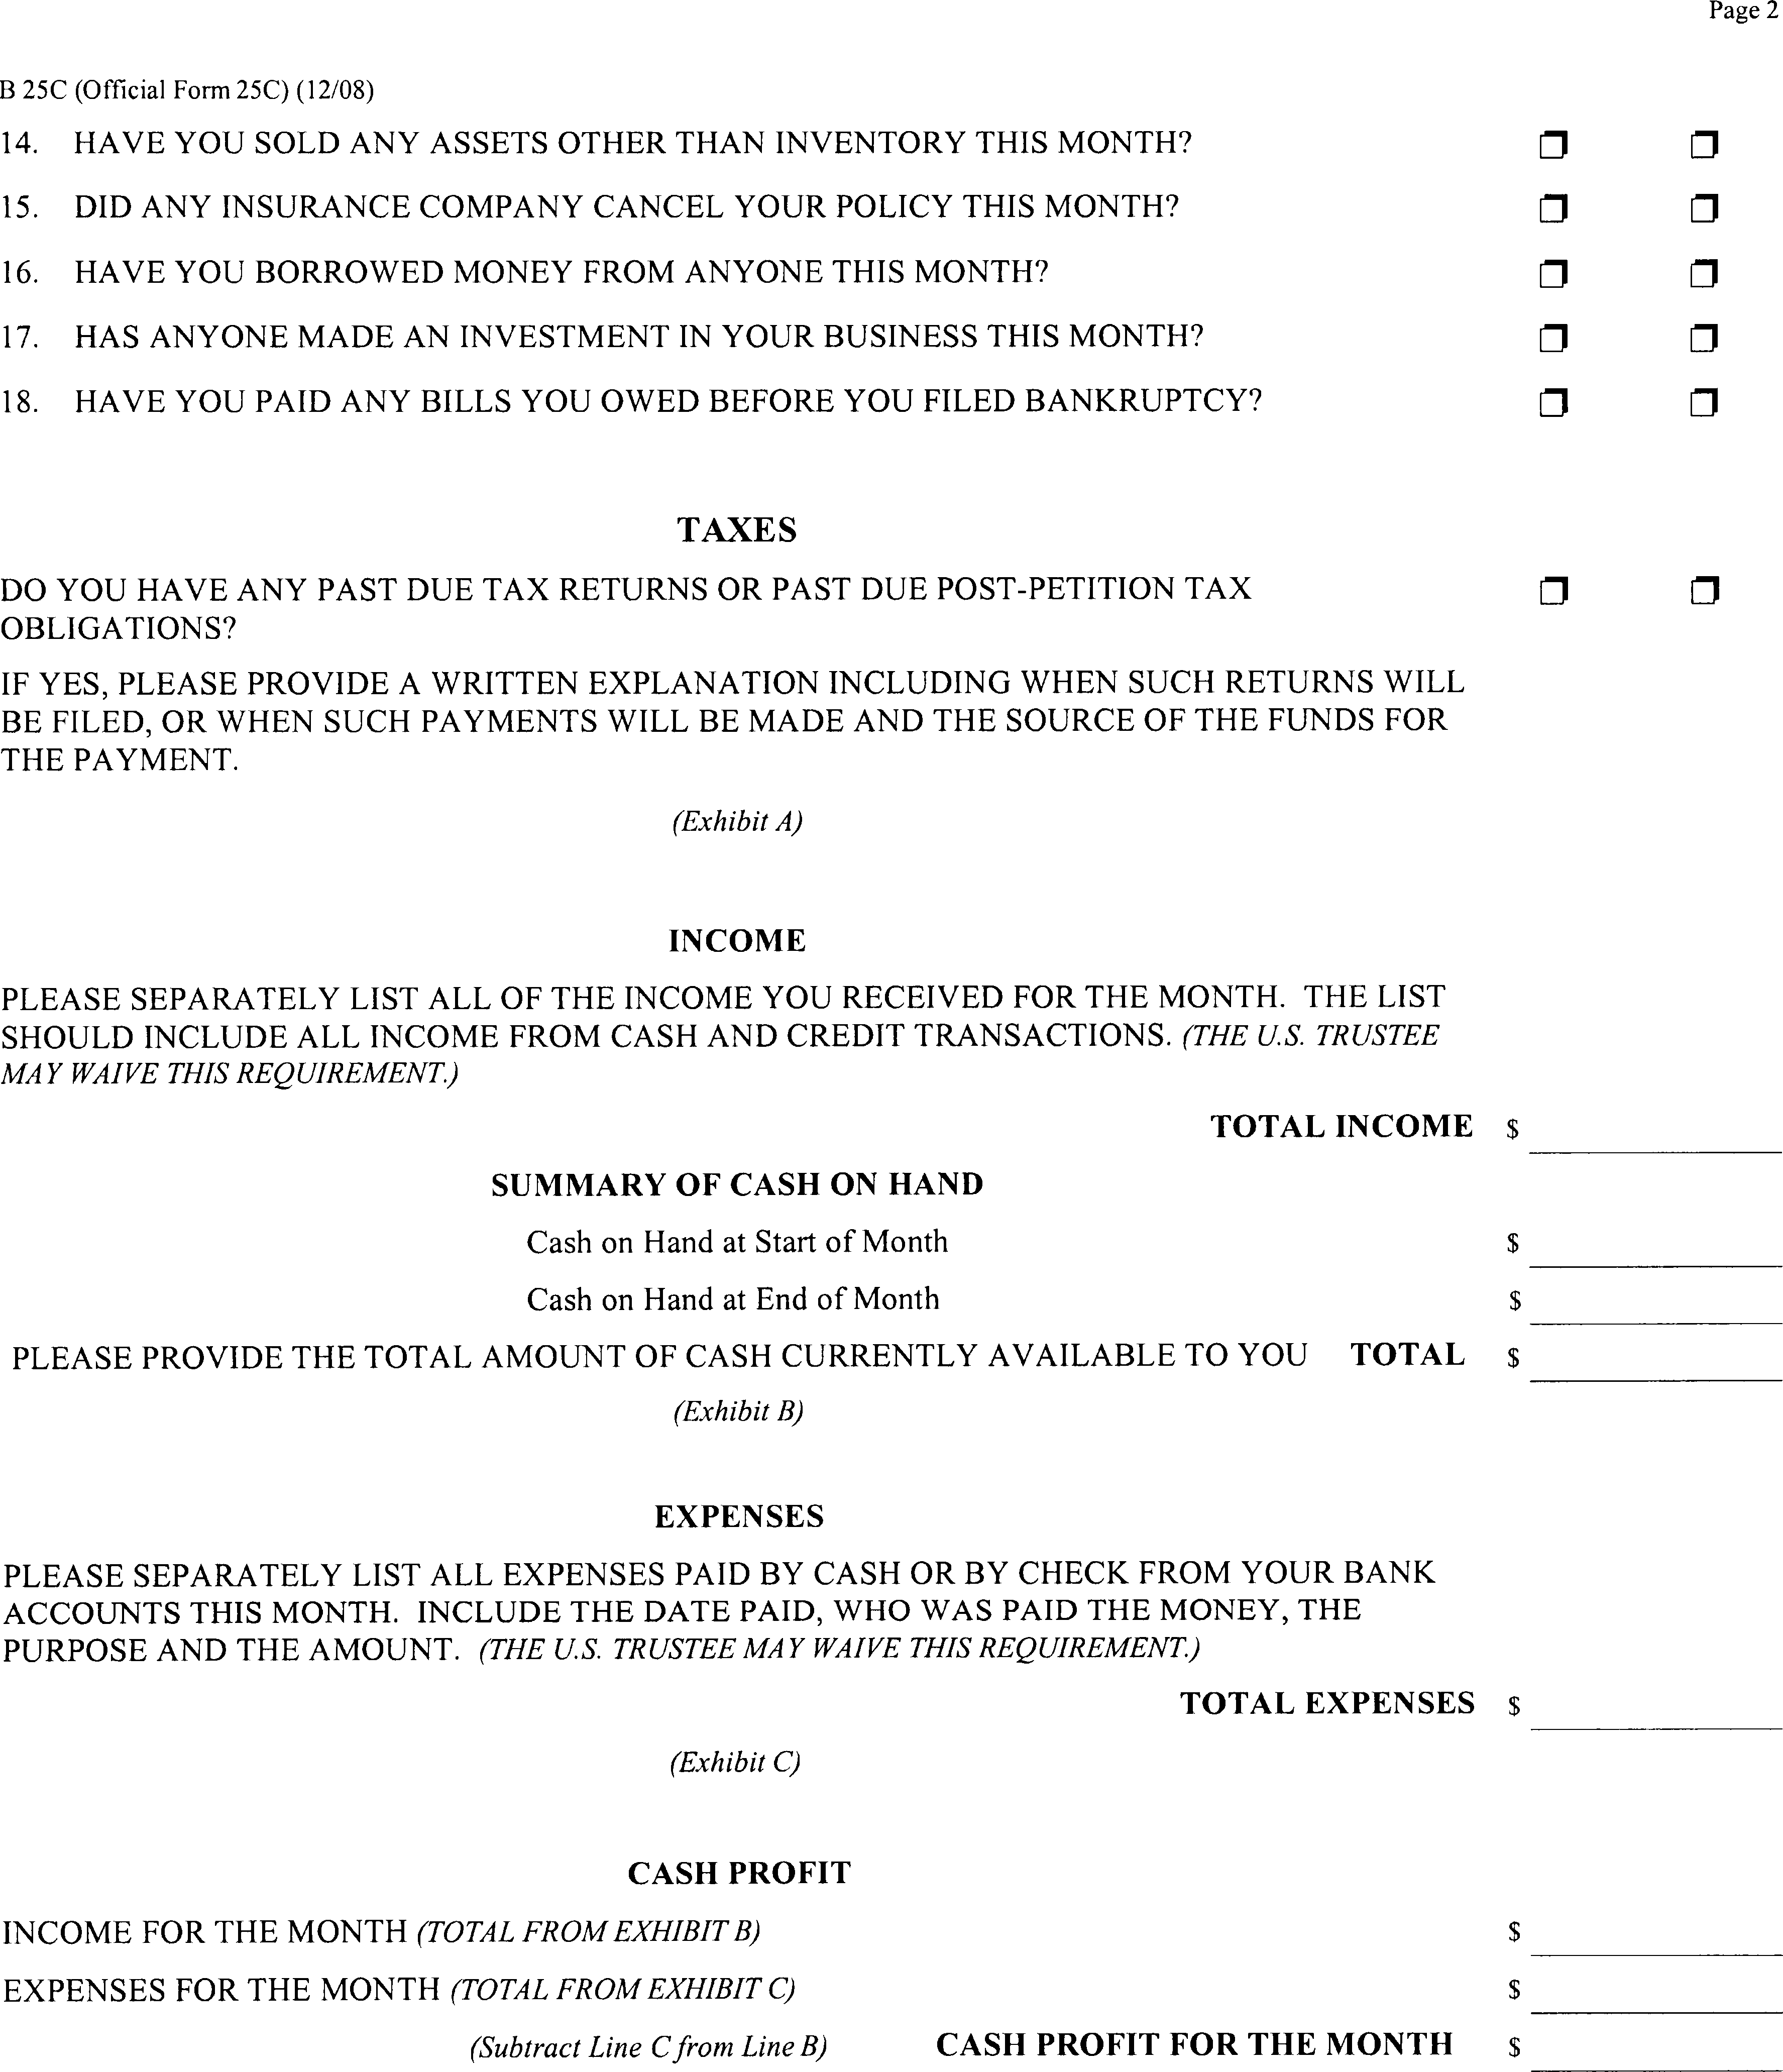 Page 2
B 25C (Official Form 25C) (12/08)
14. HAVE YOU SOLD ANY ASSETS OTHER THAN INVENTORY THIS MONTH? ❒ ❒
15. DID ANY INSURANCE COMPANY CANCEL YOUR POLICY THIS MONTH? ❒ ❒
16. HAVE YOU BORROWED MONEY FROM ANYONE THIS MONTH? ❒ ❒
17. HAS ANYONE MADE AN INVESTMENT IN YOUR BUSINESS THIS MONTH? ❒ ❒
18. HAVE YOU PAID ANY BILLS YOU OWED BEFORE YOU FILED BANKRUPTCY? ❒ ❒
TAXES
DO YOU HAVE ANY PAST DUE TAX RETURNS OR PAST DUE POST-PETITION TAX ❒ ❒
OBLIGATIONS?
IF YES, PLEASE PROVIDE A WRITTEN EXPLANATION INCLUDING WHEN SUCH RETURNS WILL
BE FILED, OR WHEN SUCH PAYMENTS WILL BE MADE AND THE SOURCE OF THE FUNDS FOR
THE PAYMENT.
(Exhibit A)
INCOME
PLEASE SEPARATELY LIST ALL OF THE INCOME YOU RECEIVED FOR THE MONTH. THE LIST
SHOULD INCLUDE ALL INCOME FROM CASH AND CREDIT TRANSACTIONS. (THE U.S. TRUSTEE
MAY WAIVE THIS REQUIREMENT.)
TOTAL INCOME $
SUMMARY OF CASH ON HAND
Cash on Hand at Start of Month $
Cash on Hand at End of Month $
PLEASE PROVIDE THE TOTAL AMOUNT OF CASH CURRENTLY AVAILABLE TO YOU TOTAL $
(Exhibit B)
EXPENSES
PLEASE SEPARATELY LIST ALL EXPENSES PAID BY CASH OR BY CHECK FROM YOUR BANK
ACCOUNTS THIS MONTH. INCLUDE THE DATE PAID, WHO WAS PAID THE MONEY, THE
PURPOSE AND THE AMOUNT. (THE U.S. TRUSTEE MAY WAIVE THIS REQUIREMENT.)
TOTAL EXPENSES $
(Exhibit C)
CASH PROFIT
INCOME FOR THE MONTH (TOTAL FROM EXHIBIT B) $
EXPENSES FOR THE MONTH (TOTAL FROM EXHIBIT C) $
(Subtract Line C from Line B) CASH PROFIT FOR THE MONTH $